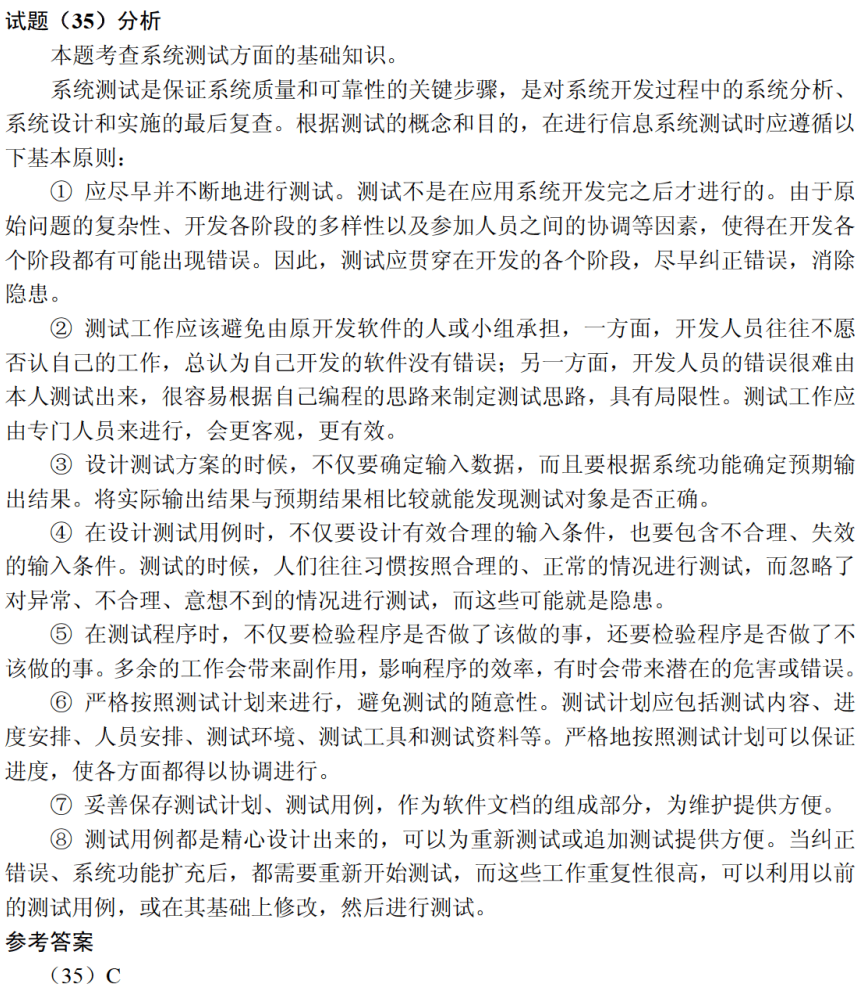 试题（35）分析
本题考查系统测试方面的基础知识。
系统测试是保证系统质量和可靠性的关键步骤，是对系统开发过程中的系统分析、
系统设计和实施的最后复查。根据测试的概念和目的，在进行信息系统测试时应遵循以
下基本原则：
① 应尽早并不断地进行测试。测试不是在应用系统开发完之后才进行的。由于原
始问题的复杂性、开发各阶段的多样性以及参加人员之间的协调等因素，使得在开发各
个阶段都有可能出现错误。因此，测试应贯穿在开发的各个阶段，尽早纠正错误，消除
隐患。
② 测试工作应该避免由原开发软件的人或小组承担，一方面，开发人员往往不愿
否认自己的工作，总认为自己开发的软件没有错误；另一方面，开发人员的错误很难由
本人测试出来，很容易根据自己编程的思路来制定测试思路，具有局限性。测试工作应
由专门人员来进行，会更客观，更有效。
③ 设计测试方案的时候，不仅要确定输入数据，而且要根据系统功能确定预期输
出结果。将实际输出结果与预期结果相比较就能发现测试对象是否正确。
④ 在设计测试用例时，不仅要设计有效合理的输入条件，也要包含不合理、失效
的输入条件。测试的时候，人们往往习惯按照合理的、正常的情况进行测试，而忽略了
对异常、不合理、意想不到的情况进行测试，而这些可能就是隐患。
⑤ 在测试程序时，不仅要检验程序是否做了该做的事，还要检验程序是否做了不
该做的事。多余的工作会带来副作用，影响程序的效率，有时会带来潜在的危害或错误。
⑥ 严格按照测试计划来进行，避免测试的随意性。测试计划应包括测试内容、进
度安排、人员安排、测试环境、测试工具和测试资料等。严格地按照测试计划可以保证
进度，使各方面都得以协调进行。
⑦ 妥善保存测试计划、测试用例，作为软件文档的组成部分，为维护提供方便。
⑧ 测试用例都是精心设计出来的，可以为重新测试或追加测试提供方便。当纠正
错误、系统功能扩充后，都需要重新开始测试，而这些工作重复性很高，可以利用以前
的测试用例，或在其基础上修改，然后进行测试。
参考答案
（35）C